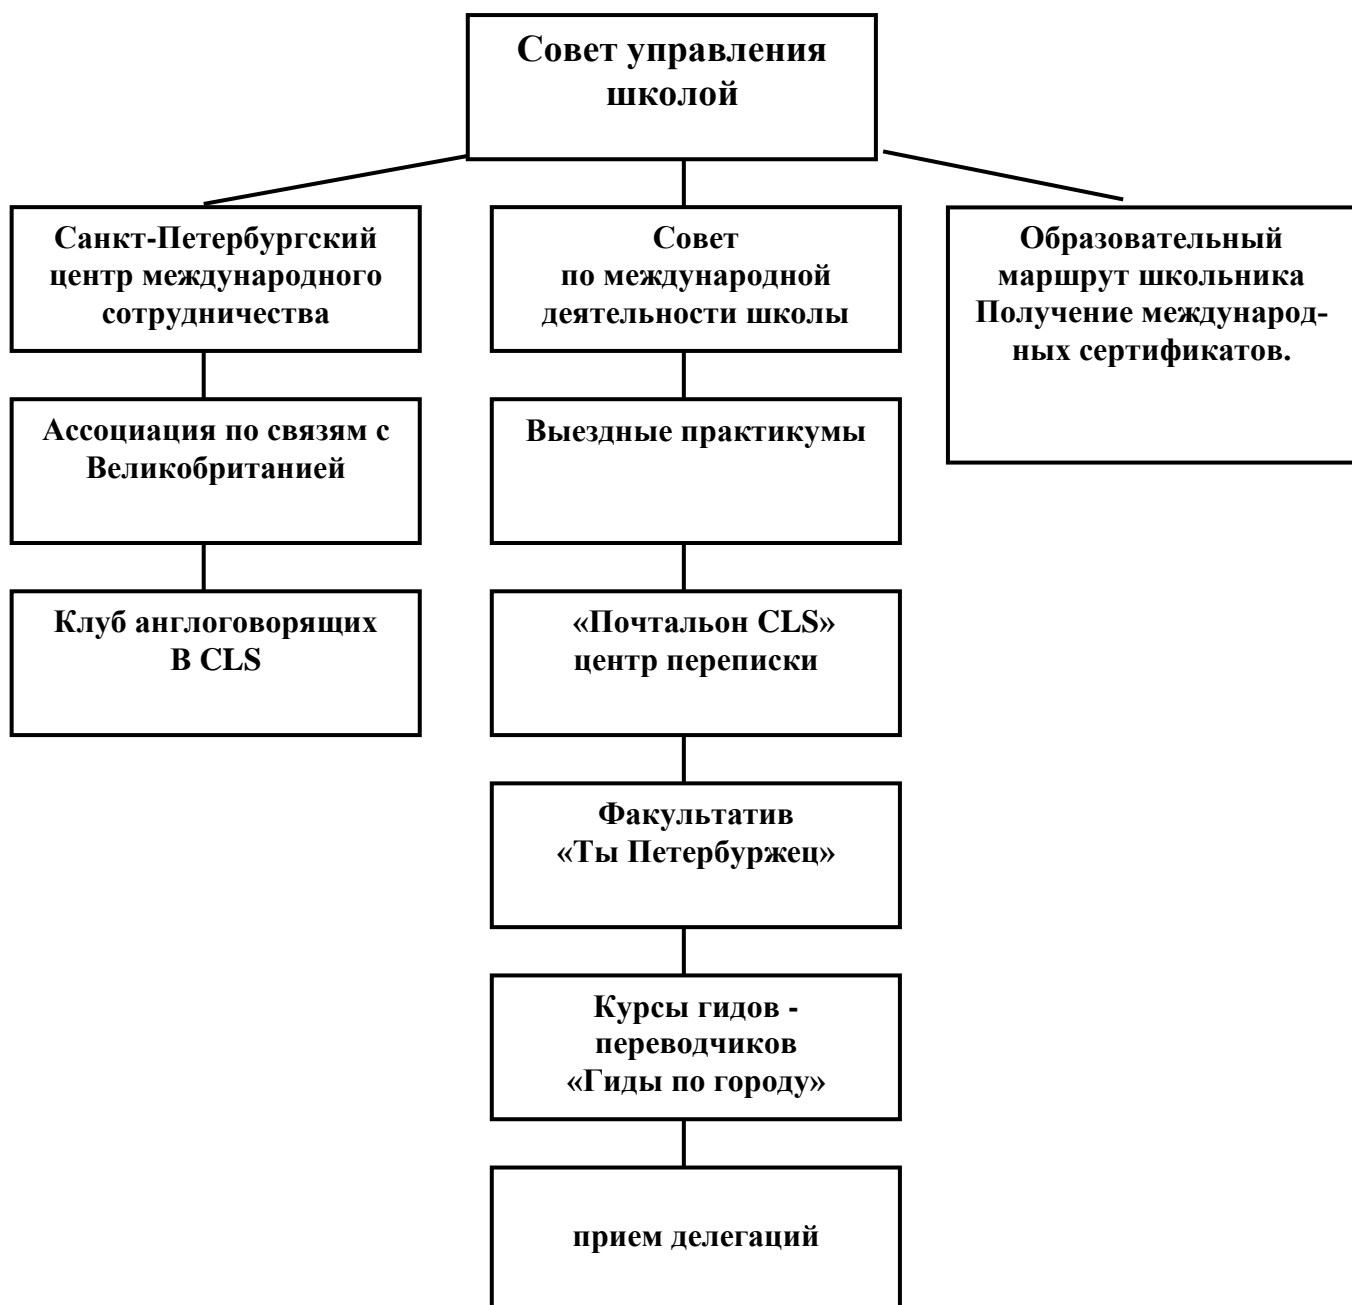 Совет управления
школой
Санкт-Петербургский
центр международного
сотрудничества
Совет
по международной
деятельности школы
Образовательный
маршрут школьника
Получение международ-
ных сертификатов.
Ассоциация по связям с
Великобританией
Выездные практикумы
Клуб англоговорящих
В CLS
«Почтальон CLS»
центр переписки
Факультатив
«Ты Петербуржец»
Курсы гидов -
переводчиков
«Гиды по городу»
прием делегаций